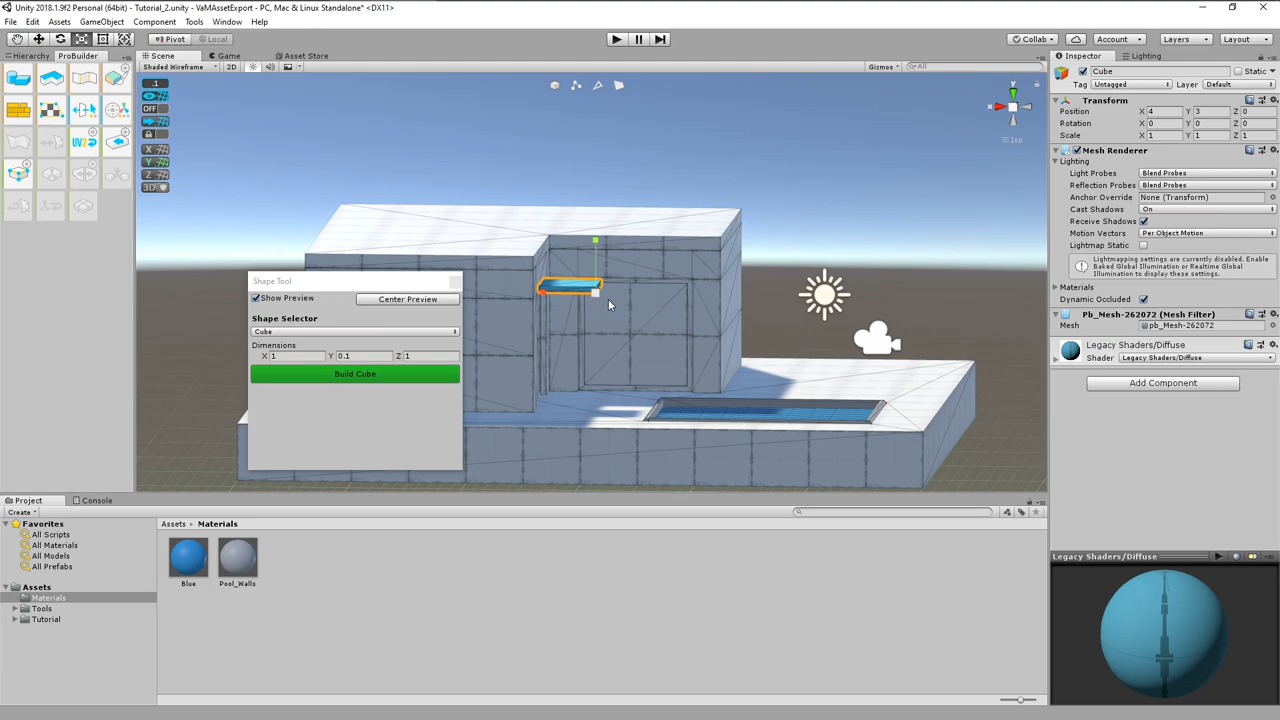 Unity 2018.1.9f2 Personal (64bit) - Tutorial_2.unity - VaMAssetExport - PC, Mac & Linux Standalone* <DX11>
File Edit Assets GameObject Component Tools Window Help
Pivot Local Collab Account Layers Layout
Hierarchy ProBuilder Scene Game Asset Store Inspector Lighting
Shaded Wireframe 2D Gizmos All
Cube Static
Tag Untagged Layer Default
Transform
Position X 4 Y 3 Z 0
Rotation X 0 Y 0 Z 0
Scale X 1 Y 1 Z 1
Mesh Renderer
Lighting
Light Probes Blend Probes
Reflection Probes Blend Probes
Anchor Override None (Transform)
Cast Shadows On
Receive Shadows
Motion Vectors Per Object Motion
Lightmap Static
Lightmapping settings are currently disabled. Enable
Baked Global Illumination or Realtime Global
Illumination to display these settings.
Materials
Dynamic Occluded
Pb_Mesh-262072 (Mesh Filter)
Mesh pb_Mesh-262072
Legacy Shaders/Diffuse
Shader Legacy Shaders/Diffuse
Add Component
Legacy Shaders/Diffuse
.1
OFF
X
Y
Z
3D
UV2
y
x
Iso
Shape Tool
Show Preview Center Preview
Shape Selector
Cube
Dimensions
X 1 Y 0.1 Z 1
Build Cube
Project Console
Create
Favorites
All Scripts
All Materials
All Models
All Prefabs
Assets
Materials
Tools
Tutorial
Assets Materials
Blue Pool_Walls